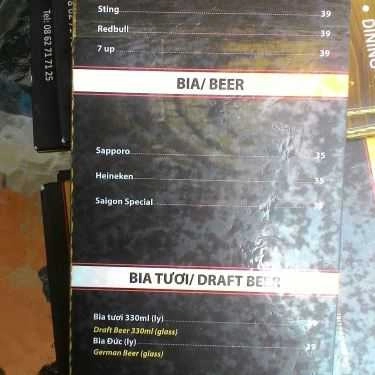 Sting 39
Redbull 39
7 up 39
Tel: 08 62 71 71 25
DINING
BIA/ BEER
Sapporo 35
Heineken 35
Saigon Special
BIA TƯƠI/ DRAFT BEER
Bia tươi 330ml (ly)
Draft Beer 330ml (glass)
Bia Đức (ly)
German Beer (glass)